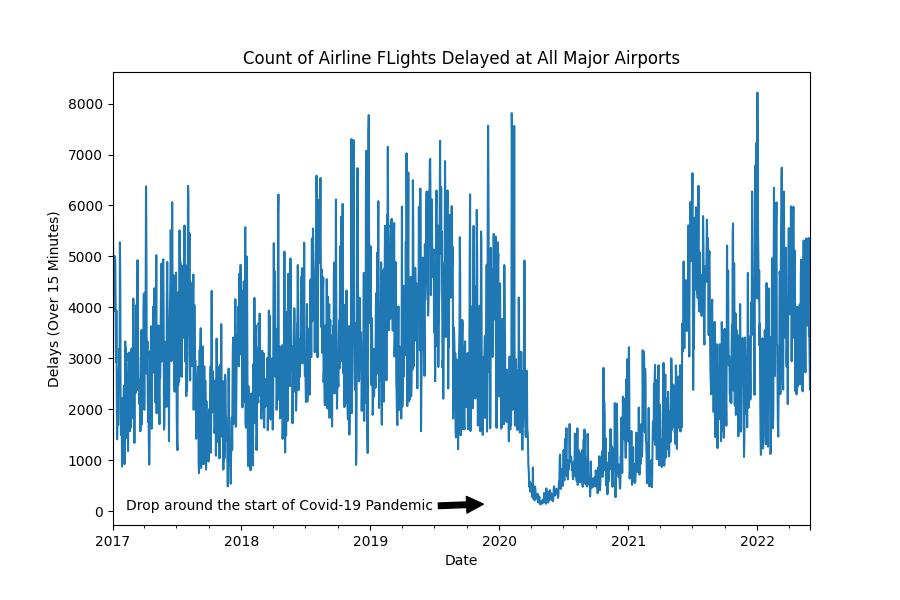 Count of Airline FLights Delayed at All Major Airports
8000
7000
6000
5000
4000
3000
2000
1000
0
Delays (Over 15 Minutes)
Drop around the start of Covid-19 Pandemic
2017 2018 2019 2020 2021 2022
Date